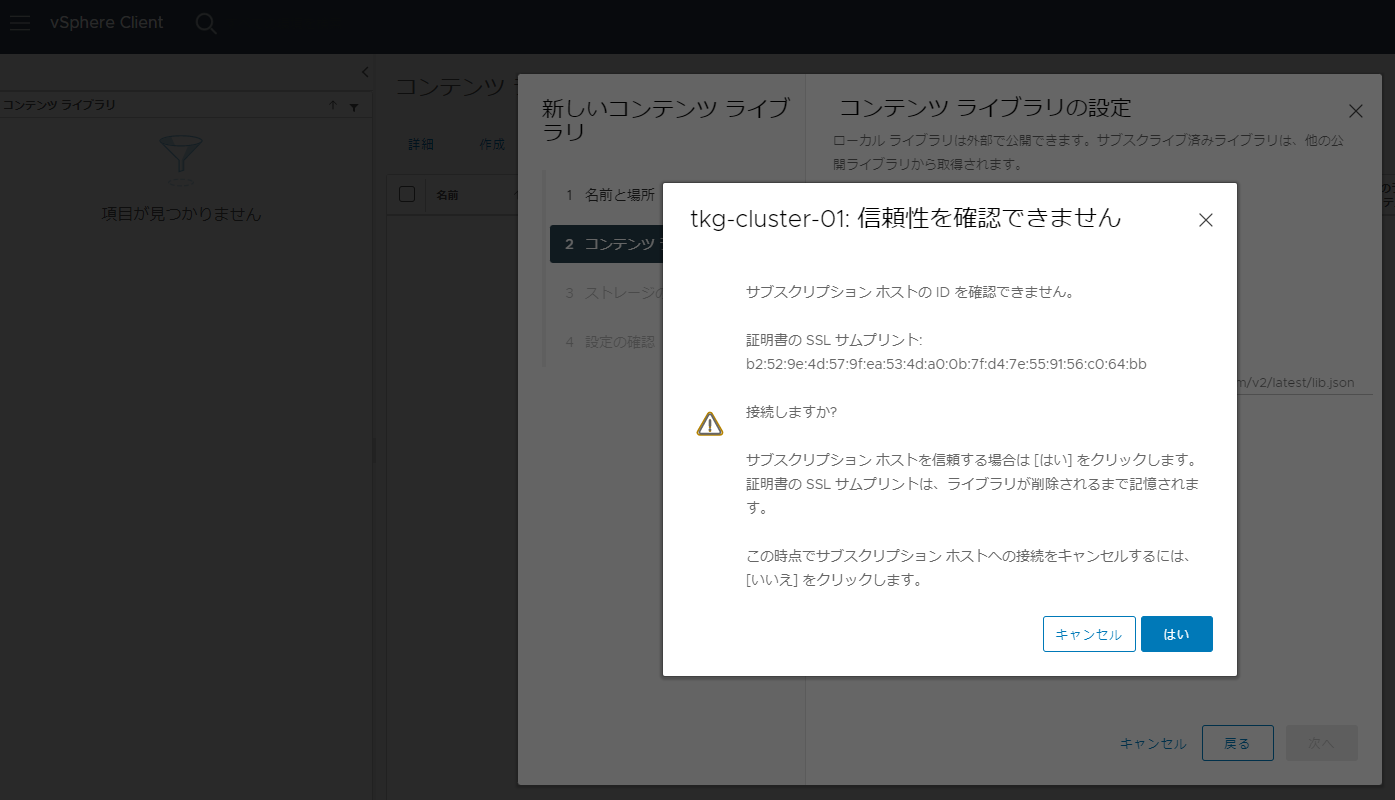 vSphere Client
コンテンツ ライブラリ
項目が見つかりません
コンテンツ
詳細
作成
名前
新しいコンテンツ ライブ
ラリ
1 名前と場所
2 コンテンツ
3 ストレージの
4 設定の確認
コンテンツ ライブラリの設定
ローカル ライブラリは外部で公開できます。サブスクライブ済みライブラリは、他の公
開ライブラリから取得されます。
tkg-cluster-01: 信頼性を確認できません
サブスクリプション ホストの ID を確認できません。
証明書の SSL サムプリント:
b2:52:9e:4d:57:9f:ea:53:4d:a0:0b:7f:d4:7e:55:91:56:c0:64:bb
m/v2/latest/lib.json
接続しますか?
サブスクリプション ホストを信頼する場合は [はい] をクリックします。
証明書の SSL サムプリントは、ライブラリが削除されるまで記憶されま
す。
この時点でサブスクリプション ホストへの接続をキャンセルするには、
[いいえ] をクリックします。
キャンセル
はい
キャンセル
戻る
次へ